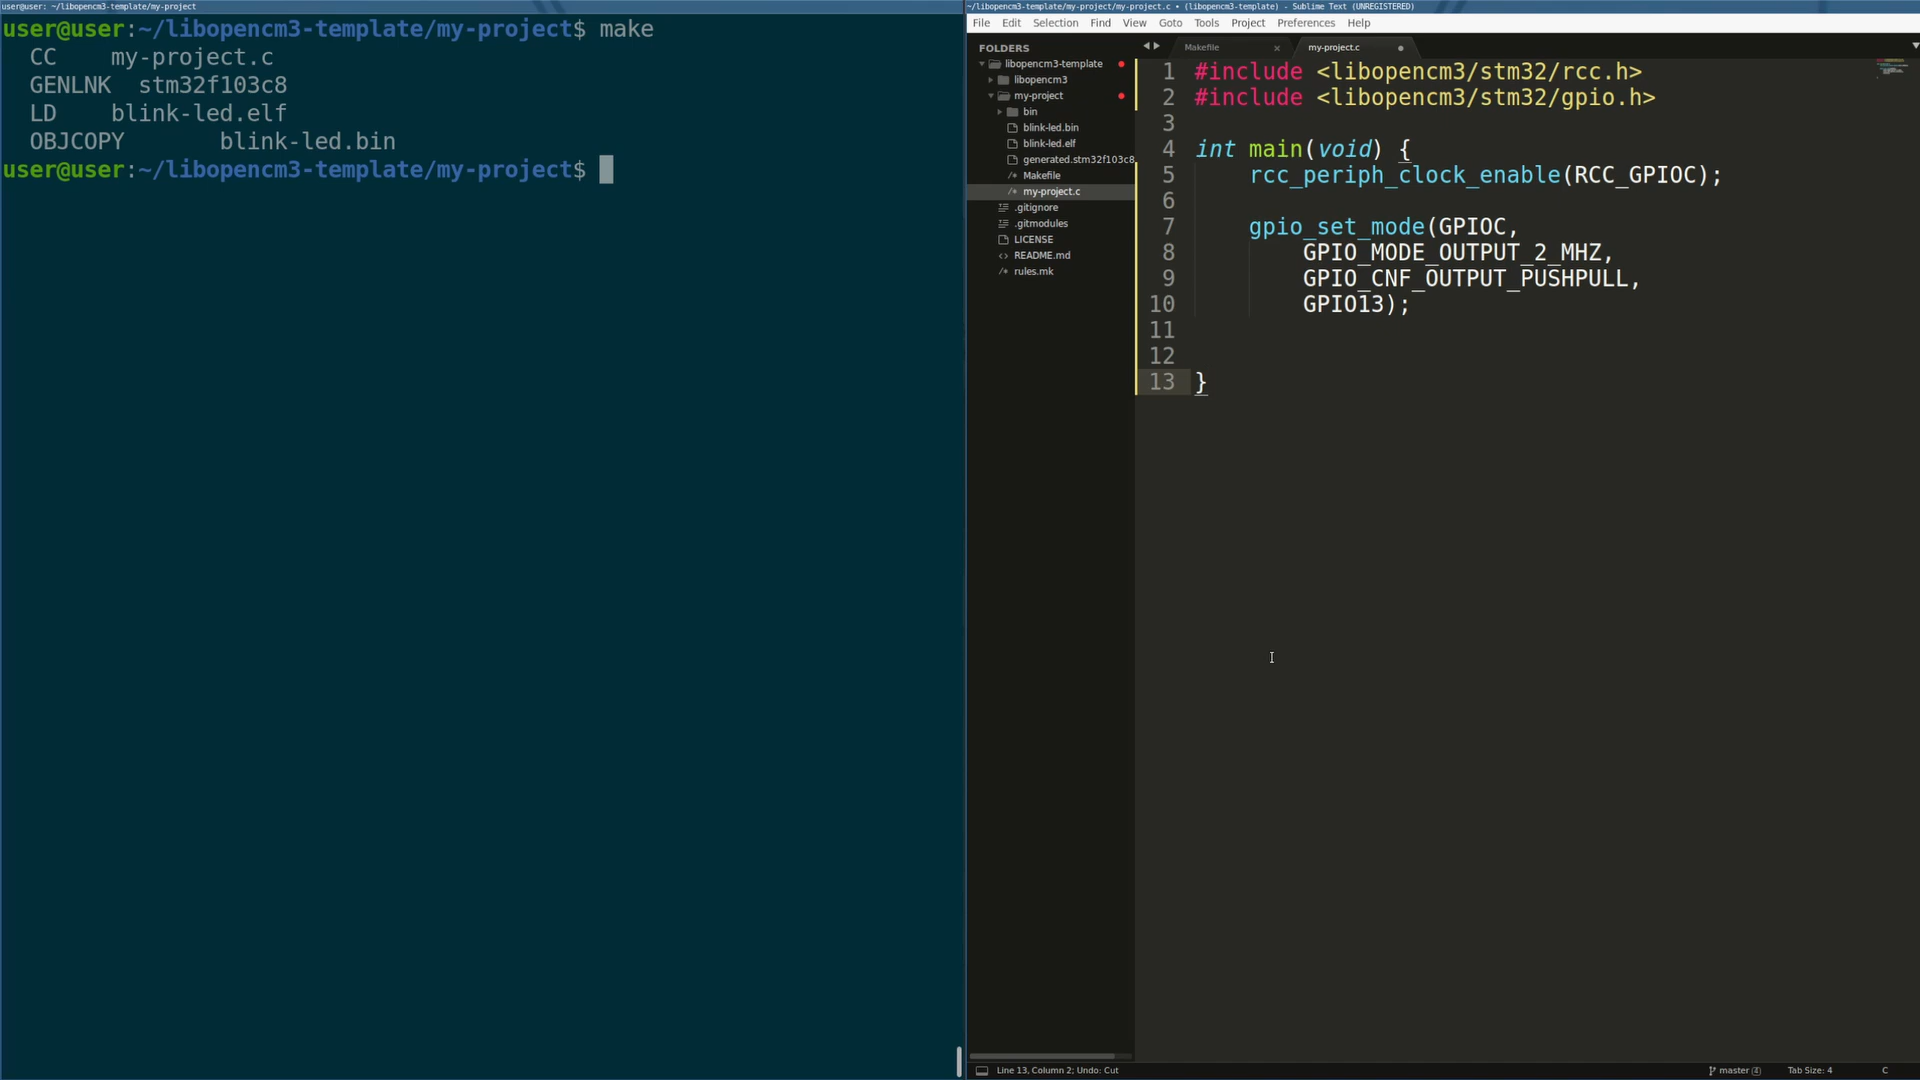 user@user: ~/libopencm3-template/my-project
user@user:~/libopencm3-template/my-project$ make
CC my-project.c
GENLNK stm32f103c8
LD blink-led.elf
OBJCOPY blink-led.bin
user@user:~/libopencm3-template/my-project$
~/libopencm3-template/my-project/my-project.c • (libopencm3-template) - Sublime Text (UNREGISTERED)
File Edit Selection Find View Goto Tools Project Preferences Help
FOLDERS
libopencm3-template
libopencm3
my-project
bin
blink-led.bin
blink-led.elf
generated.stm32f103c8
/* Makefile
/* my-project.c
.gitignore
.gitmodules
LICENSE
<> README.md
/* rules.mk
Makefile ×
my-project.c
1 #include <libopencm3/stm32/rcc.h>
2 #include <libopencm3/stm32/gpio.h>
3
4 int main(void) {
5 rcc_periph_clock_enable(RCC_GPIOC);
6
7 gpio_set_mode(GPIOC,
8 GPIO_MODE_OUTPUT_2_MHZ,
9 GPIO_CNF_OUTPUT_PUSHPULL,
10 GPIO13);
11
12
13 }
Line 13, Column 2; Undo: Cut
master (4)
Tab Size: 4
C